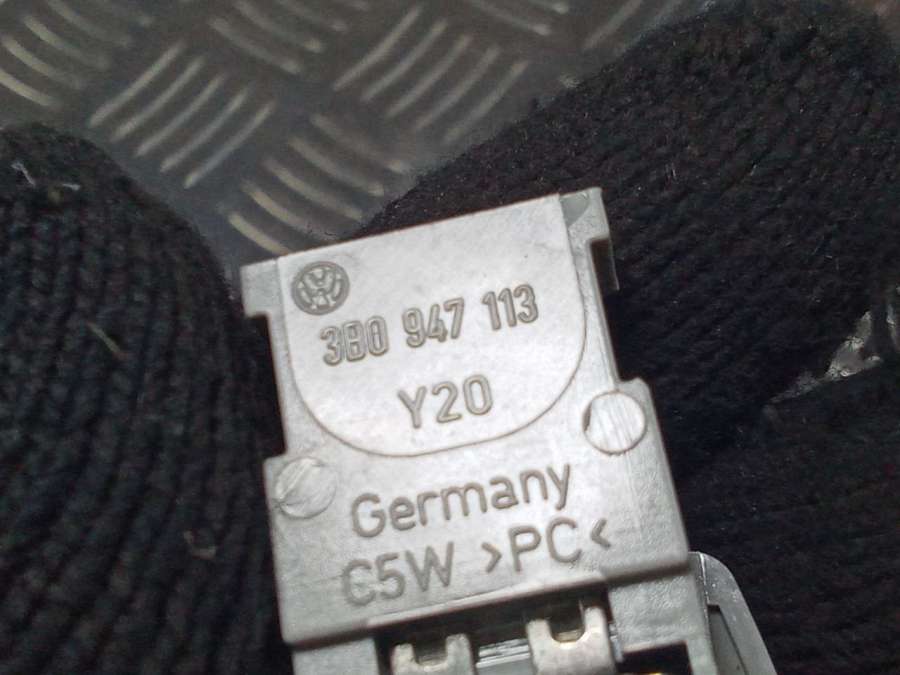 3B0 947 113
Y20
Germany
C5W >PC<